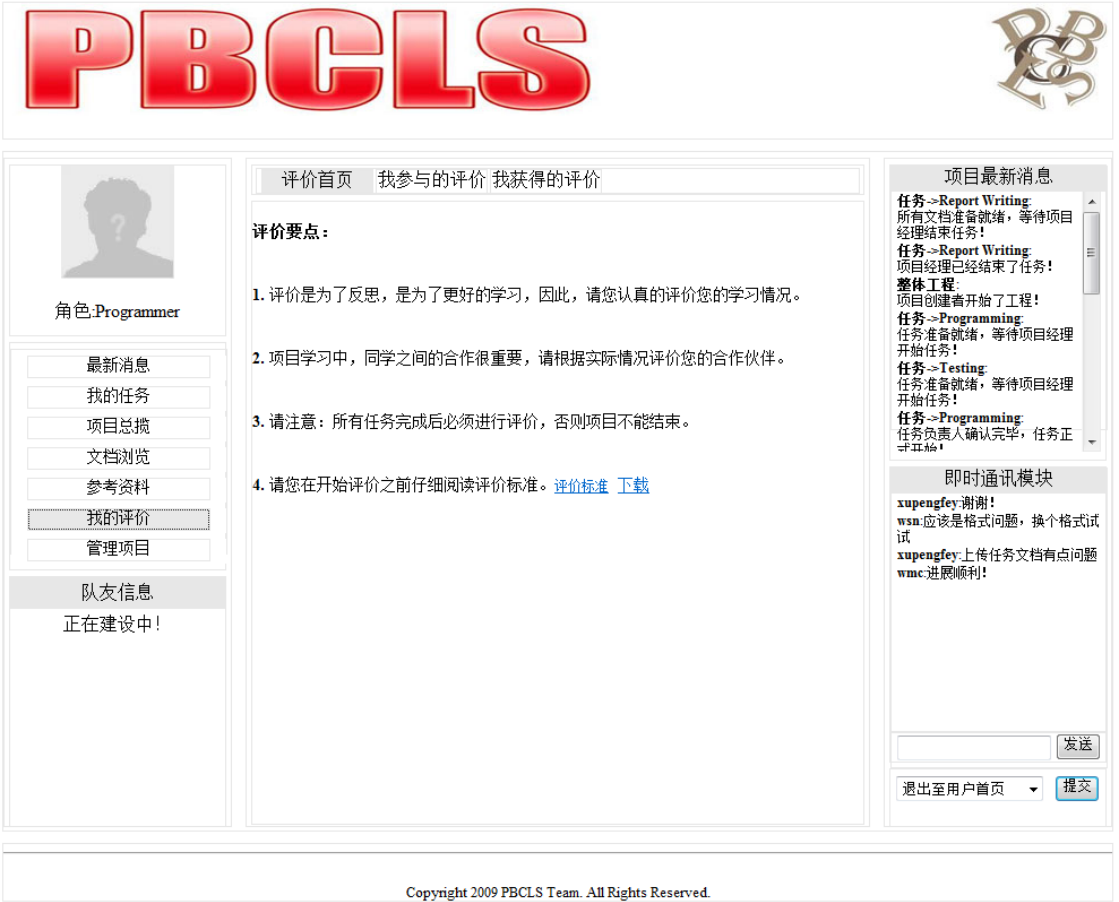 PBCLS
PBCLS
角色:Programmer
最新消息
我的任务
项目总揽
文档浏览
参考资料
我的评价
管理项目
队友信息
正在建设中!
评价首页 我参与的评价 我获得的评价
评价要点：
1. 评价是为了反思，是为了更好的学习，因此，请您认真的评价您的学习情况。
2. 项目学习中，同学之间的合作很重要，请根据实际情况评价您的合作伙伴。
3. 请注意：所有任务完成后必须进行评价，否则项目不能结束。
4. 请您在开始评价之前仔细阅读评价标准。评价标准 下载
项目最新消息
任务->Report Writing:
所有文档准备就绪，等待项目
经理结束任务!
任务->Report Writing:
项目经理已经结束了任务!
整体工程:
项目创建者开始了工程!
任务->Programming:
任务准备就绪，等待项目经理
开始任务!
任务->Testing:
任务准备就绪，等待项目经理
开始任务!
任务->Programming:
任务负责人确认完毕，任务正
式开始!
即时通讯模块
xupengfey:谢谢!
wsn:应该是格式问题，换个格式试
试
xupengfey:上传任务文档有点问题
wmc:进展顺利!
发送
退出至用户首页
提交
Copyright 2009 PBCLS Team. All Rights Reserved.